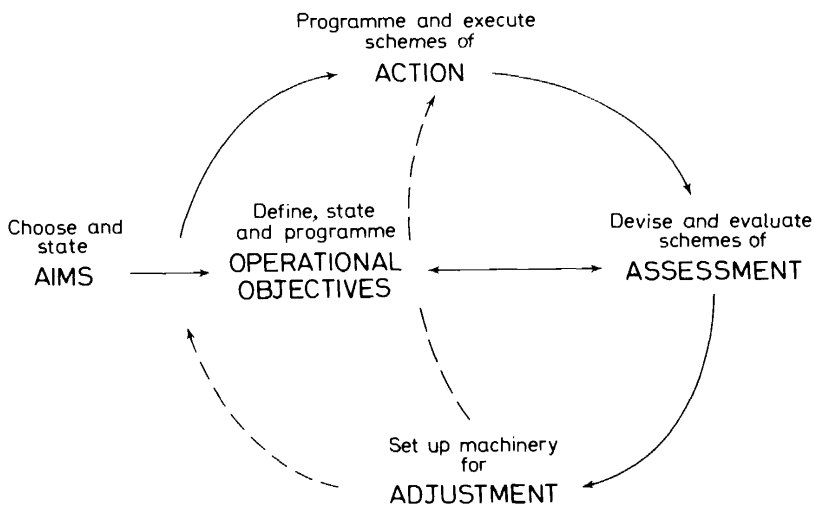 Programme and execute
schemes of
ACTION
Choose and
state
AIMS
Define, state
and programme
OPERATIONAL
OBJECTIVES
Devise and evaluate
schemes of
ASSESSMENT
Set up machinery
for
ADJUSTMENT